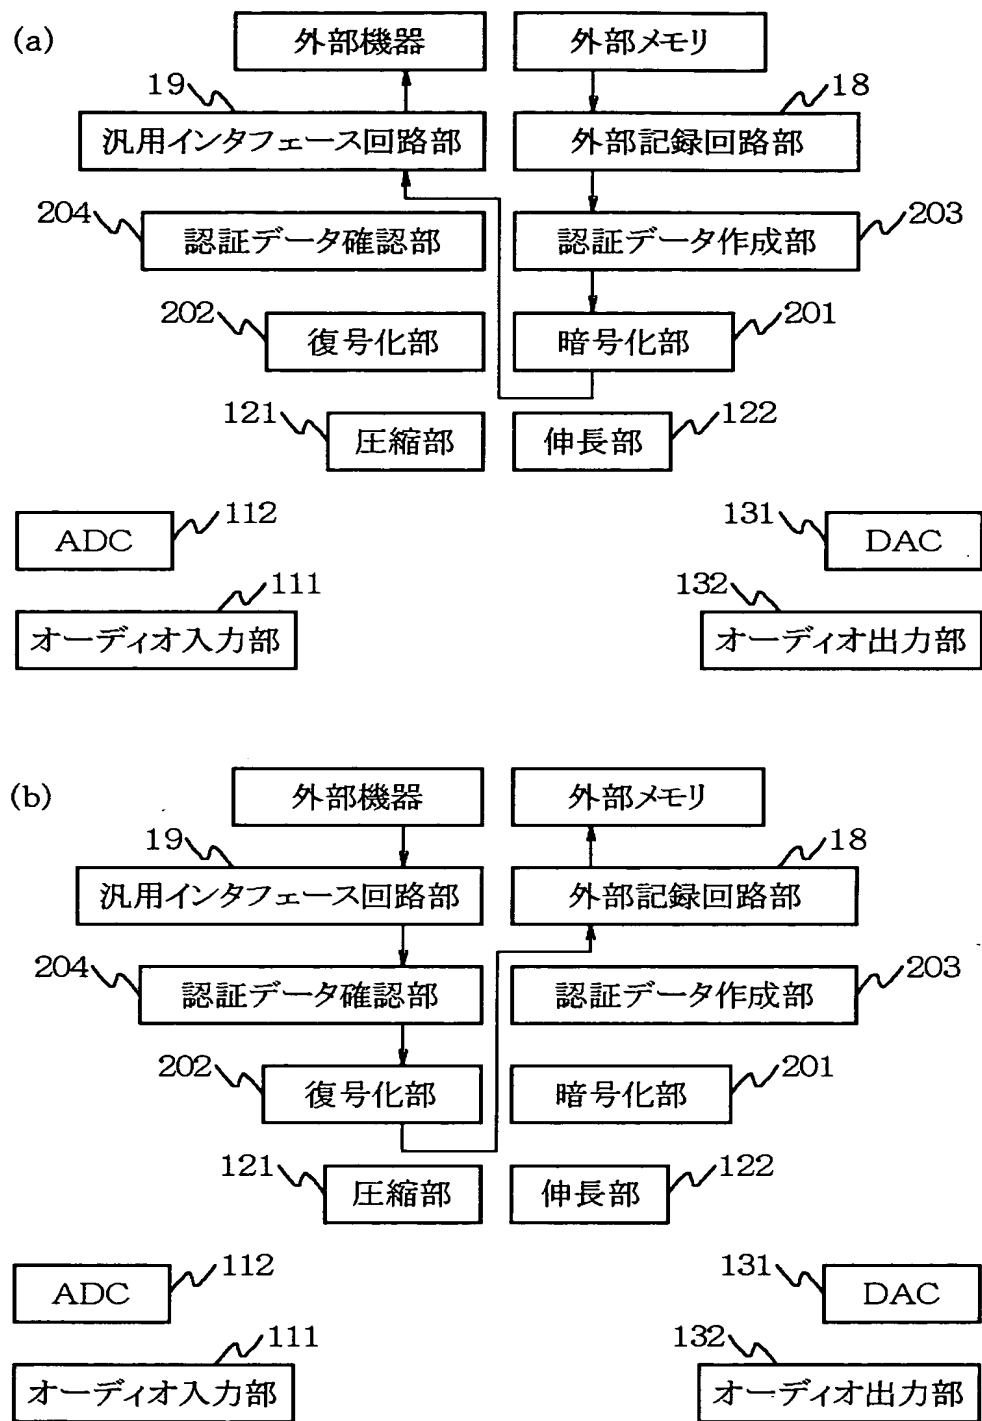 (a)
外部機器
外部メモリ
19
18
汎用インタフェース回路部
外部記録回路部
204
203
認証データ確認部
認証データ作成部
202
201
復号化部
暗号化部
121
122
圧縮部
伸長部
112
131
ADC
DAC
111
132
オーディオ入力部
オーディオ出力部
(b)
外部機器
外部メモリ
19
18
汎用インタフェース回路部
外部記録回路部
204
203
認証データ確認部
認証データ作成部
202
201
復号化部
暗号化部
121
122
圧縮部
伸長部
112
131
ADC
DAC
111
132
オーディオ入力部
オーディオ出力部